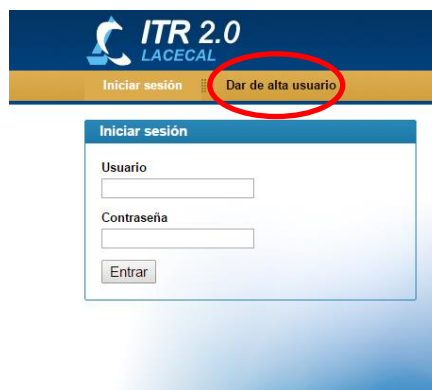 ITR 2.0
LACECAL
Iniciar sesión Dar de alta usuario
Iniciar sesión
Usuario
Contraseña
Entrar